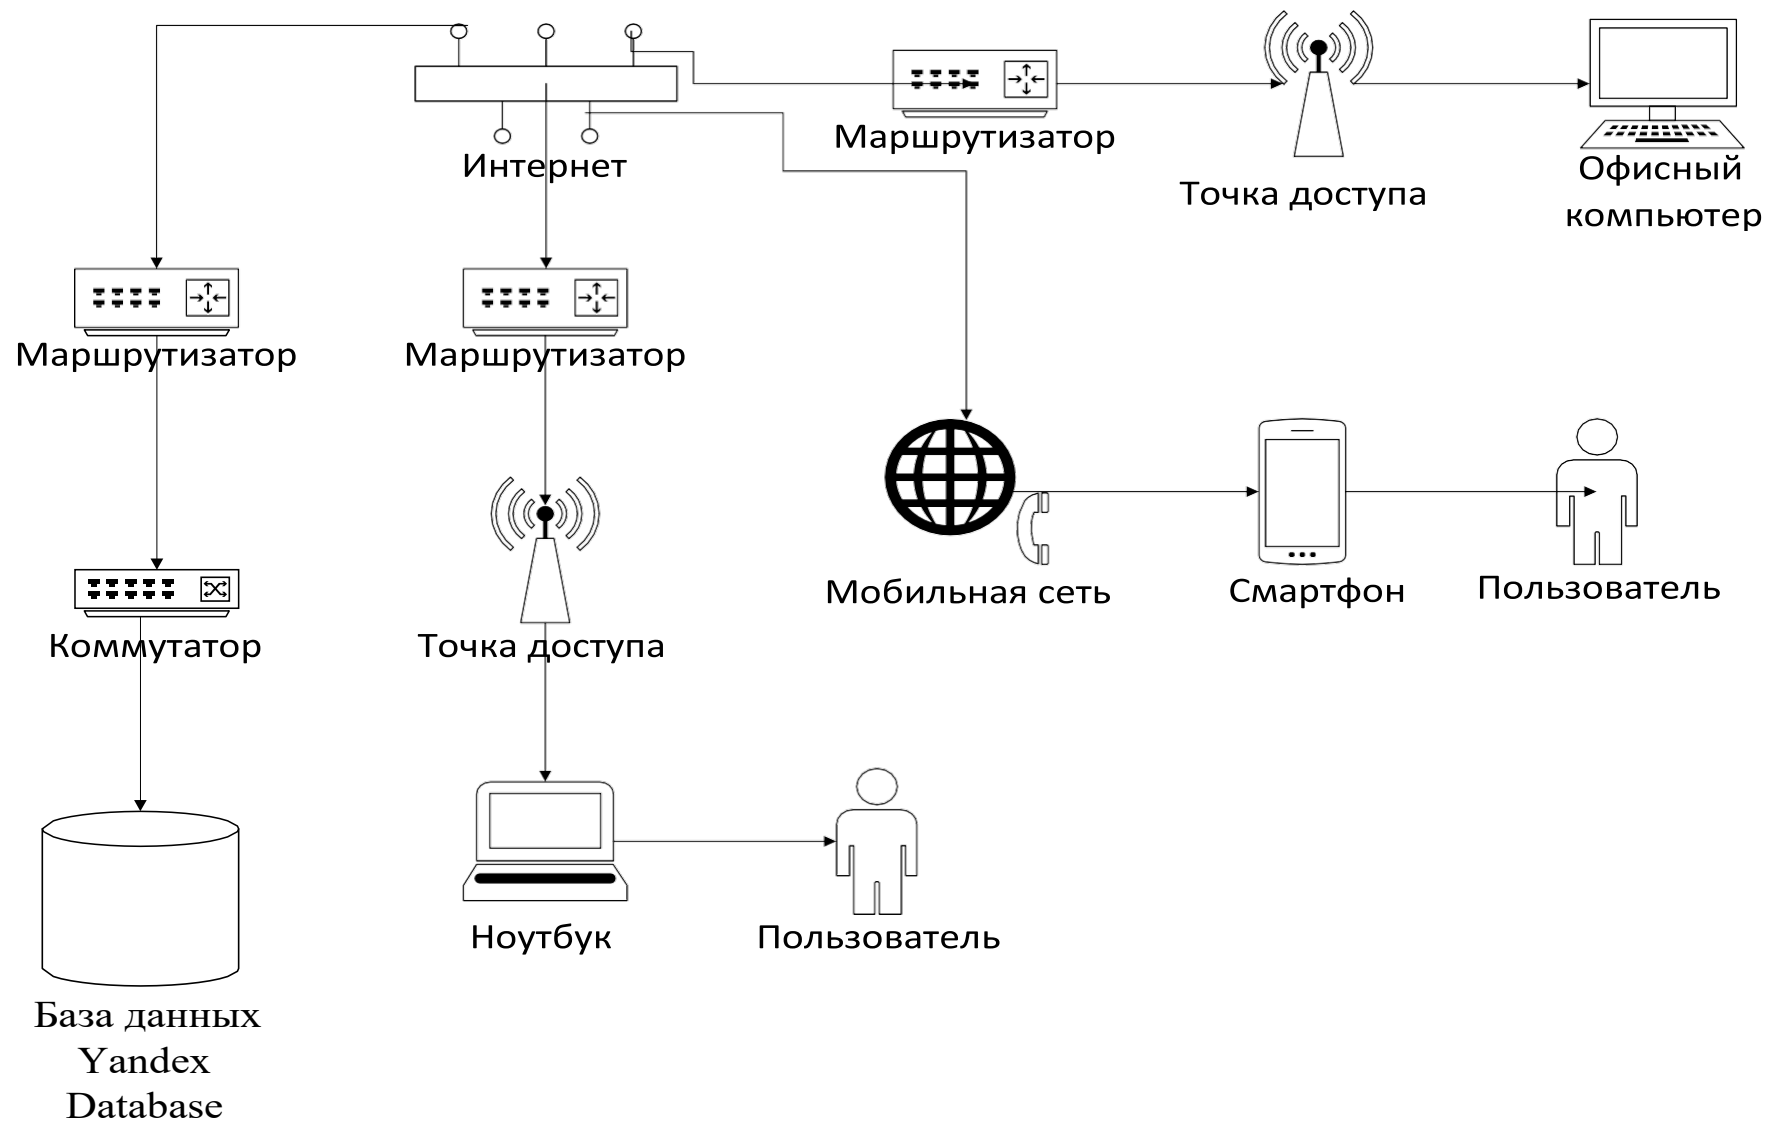 Интернет
Маршрутизатор
Точка доступа
Офисный
компьютер
Маршрутизатор
Маршрутизатор
Мобильная сеть
Смартфон
Пользователь
Коммутатор
Точка доступа
Ноутбук
Пользователь
База данных
Yandex
Database